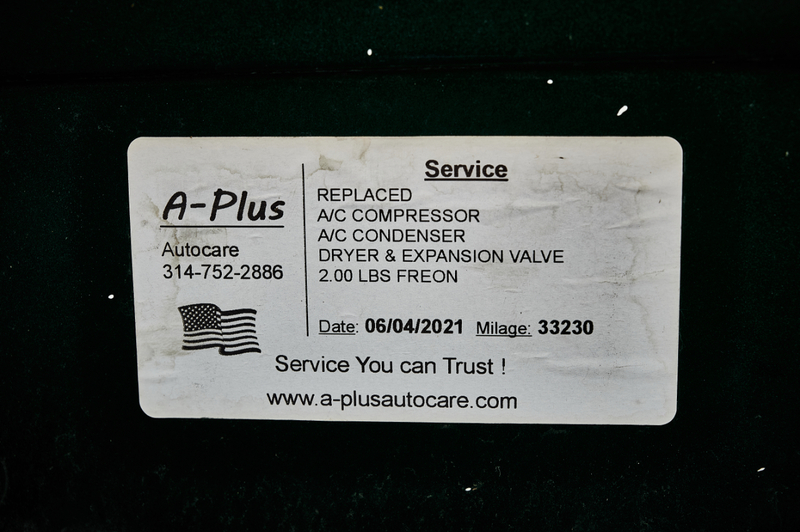 A-Plus
Autocare
314-752-2886
Service
REPLACED
A/C COMPRESSOR
A/C CONDENSER
DRYER & EXPANSION VALVE
2.00 LBS FREON
Date: 06/04/2021 Milage: 33230
Service You can Trust !
www.a-plusautocare.com